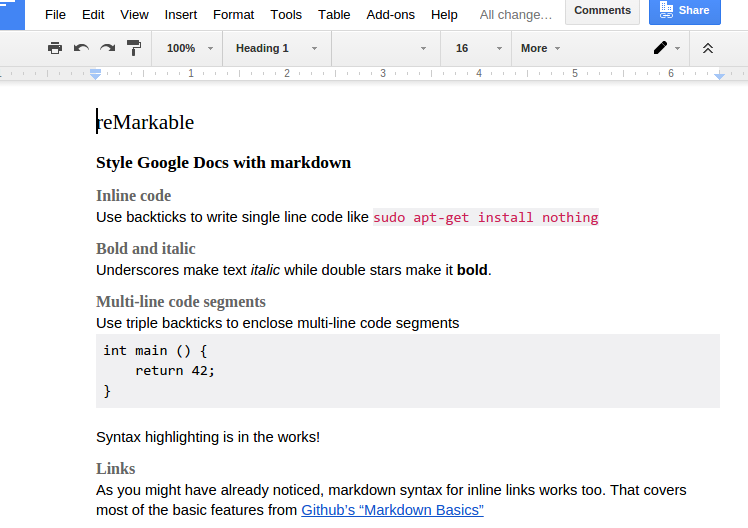 File Edit View Insert Format Tools Table Add-ons Help All change... Comments Share
100% Heading 1 16 More
1 2 3 4 5 6
reMarkable
Style Google Docs with markdown
Inline code
Use backticks to write single line code like sudo apt-get install nothing
Bold and italic
Underscores make text italic while double stars make it bold.
Multi-line code segments
Use triple backticks to enclose multi-line code segments
int main () {
    return 42;
}
Syntax highlighting is in the works!
Links
As you might have already noticed, markdown syntax for inline links works too. That covers
most of the basic features from Github’s “Markdown Basics”